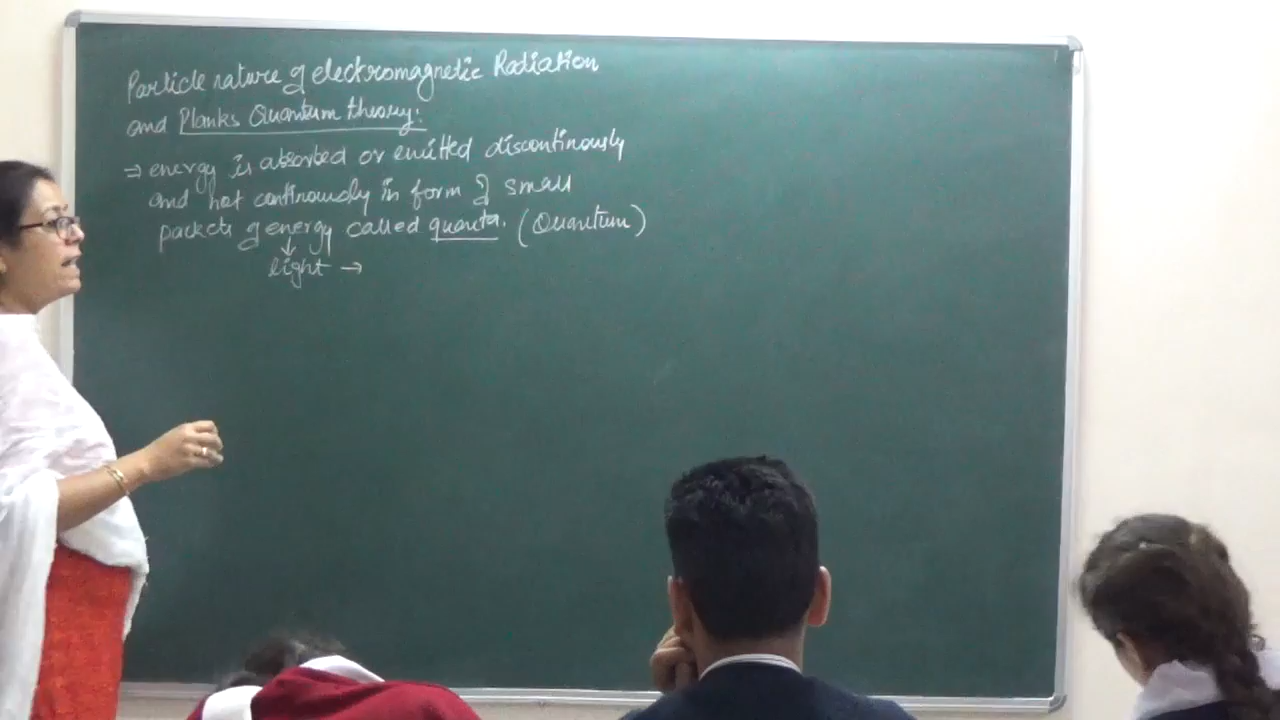 Particle nature of electromagnetic Radiation
and Planks Quantum theory:
⇒ energy is absorbed or emitted discontinously
and not continously in form of small
packets of energy called quanta. (Quantum)
↓
light →